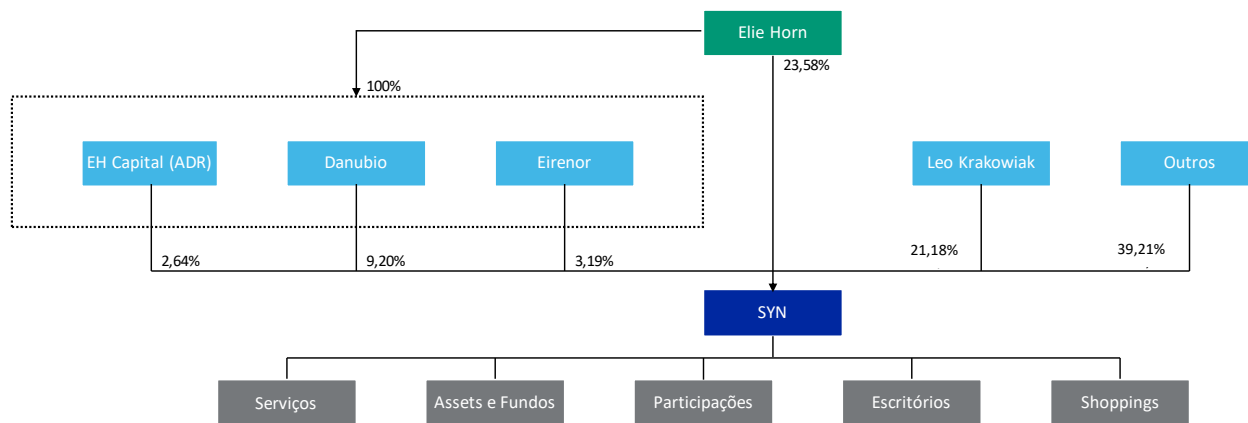 Elie Horn
23,58%
100%
EH Capital (ADR)
Danubio
Eirenor
Leo Krakowiak
Outros
2,64%
9,20%
3,19%
21,18%
39,21%
SYN
Serviços
Assets e Fundos
Participações
Escritórios
Shoppings